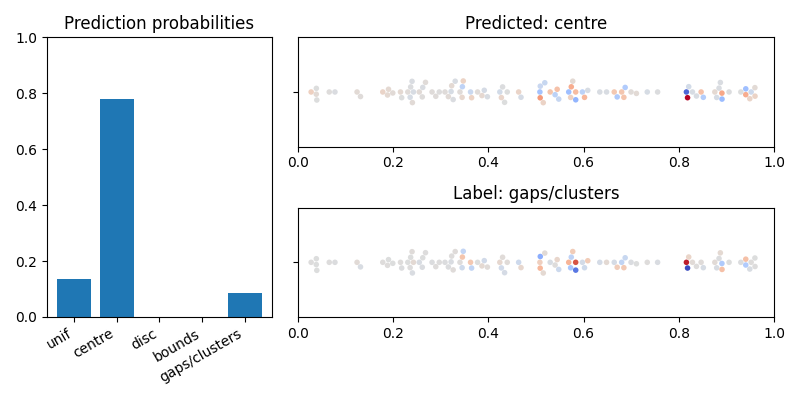 Prediction probabilities
1.0
0.8
0.6
0.4
0.2
0.0
unif
centre
disc
bounds
gaps/clusters
Predicted: centre
0.0 0.2 0.4 0.6 0.8 1.0
Label: gaps/clusters
0.0 0.2 0.4 0.6 0.8 1.0